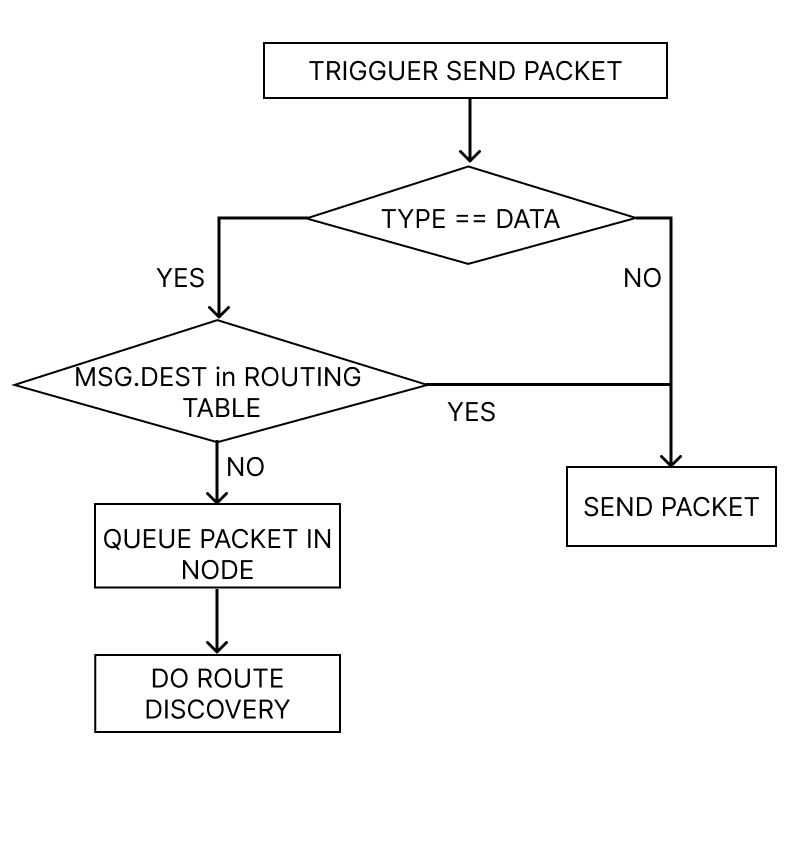 TRIGGUER SEND PACKET
TYPE == DATA
YES
NO
MSG.DEST in ROUTING
TABLE
YES
NO
SEND PACKET
QUEUE PACKET IN
NODE
DO ROUTE
DISCOVERY